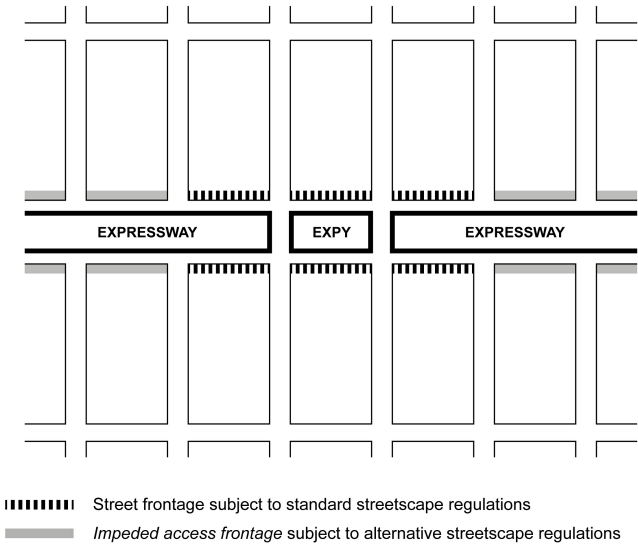 EXPRESSWAY EXPY EXPRESSWAY
Street frontage subject to standard streetscape regulations
Impeded access frontage subject to alternative streetscape regulations